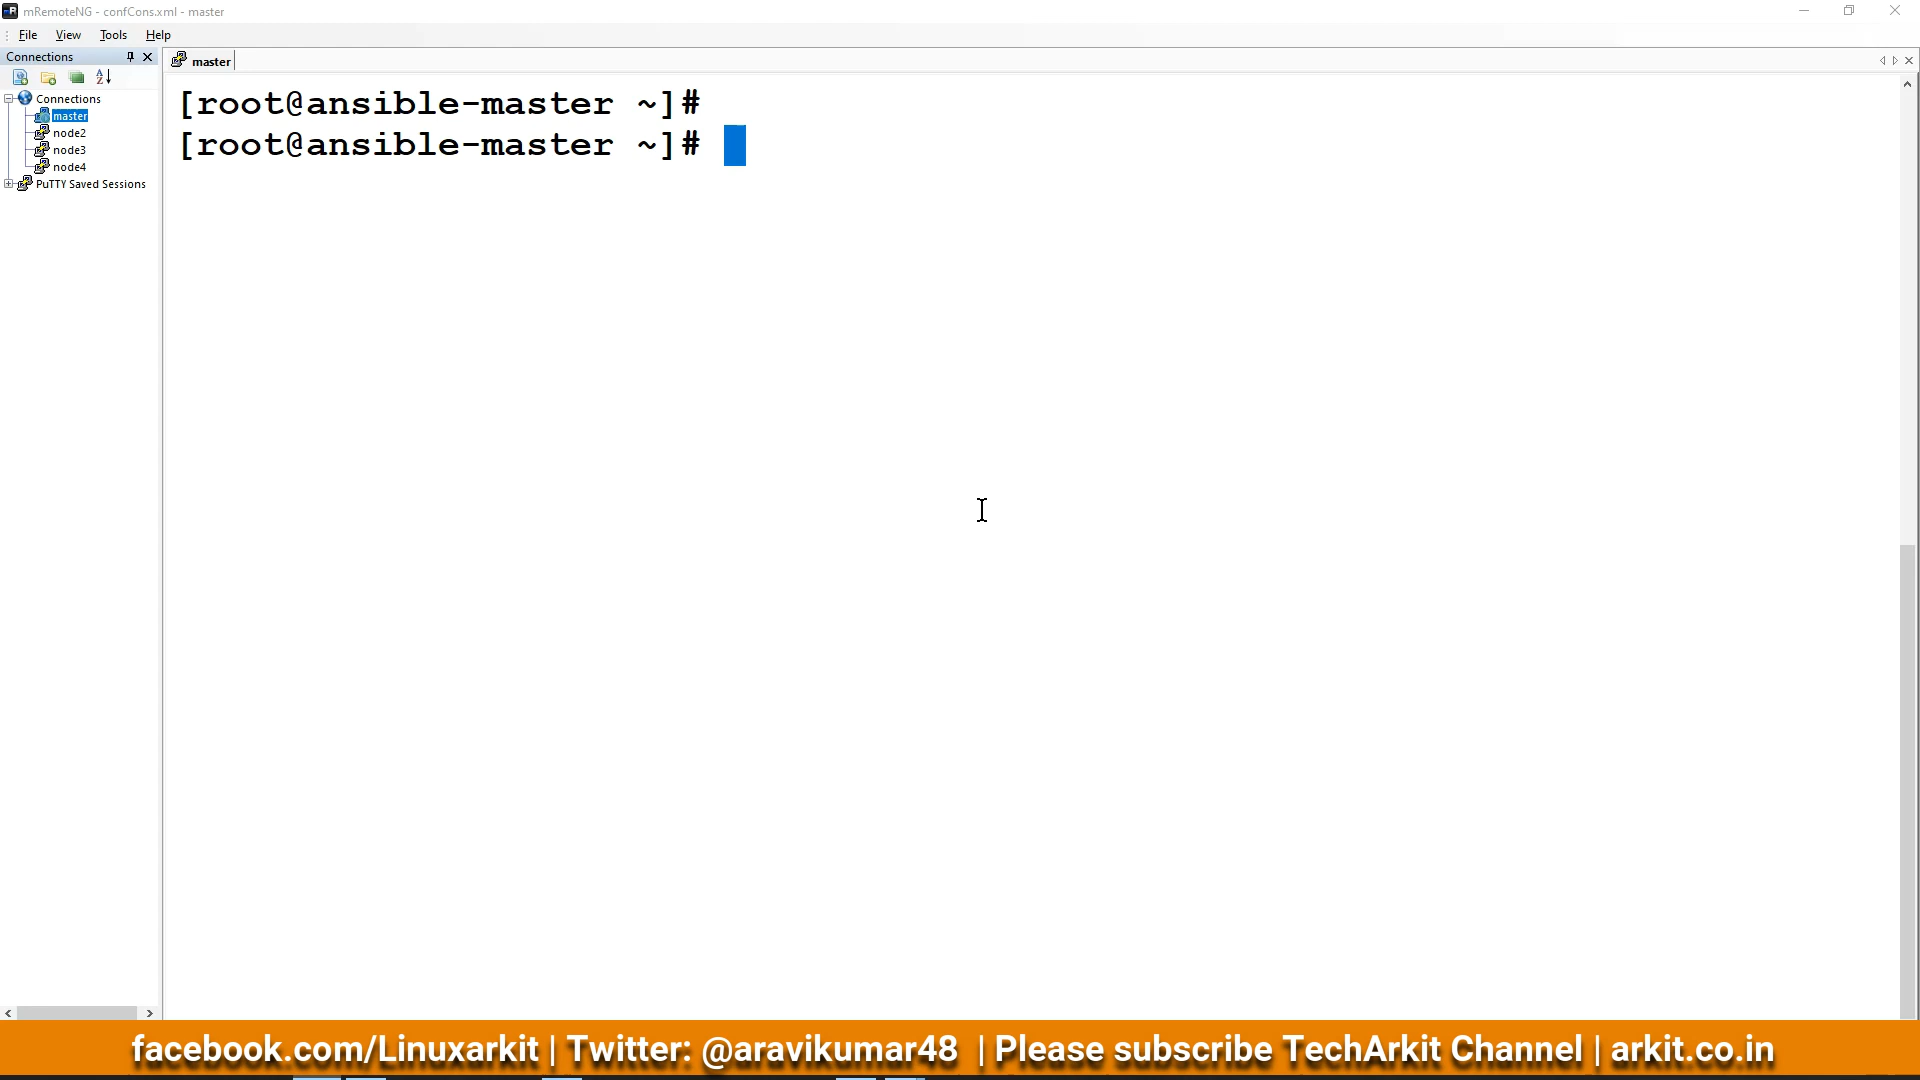 mRemoteNG - confCons.xml - master
File View Tools Help
Connections
master
Connections
master
node2
node3
node4
PuTTY Saved Sessions
[root@ansible-master ~]#
[root@ansible-master ~]#
facebook.com/Linuxarkit | Twitter: @aravikumar48 | Please subscribe TechArkit Channel | arkit.co.in